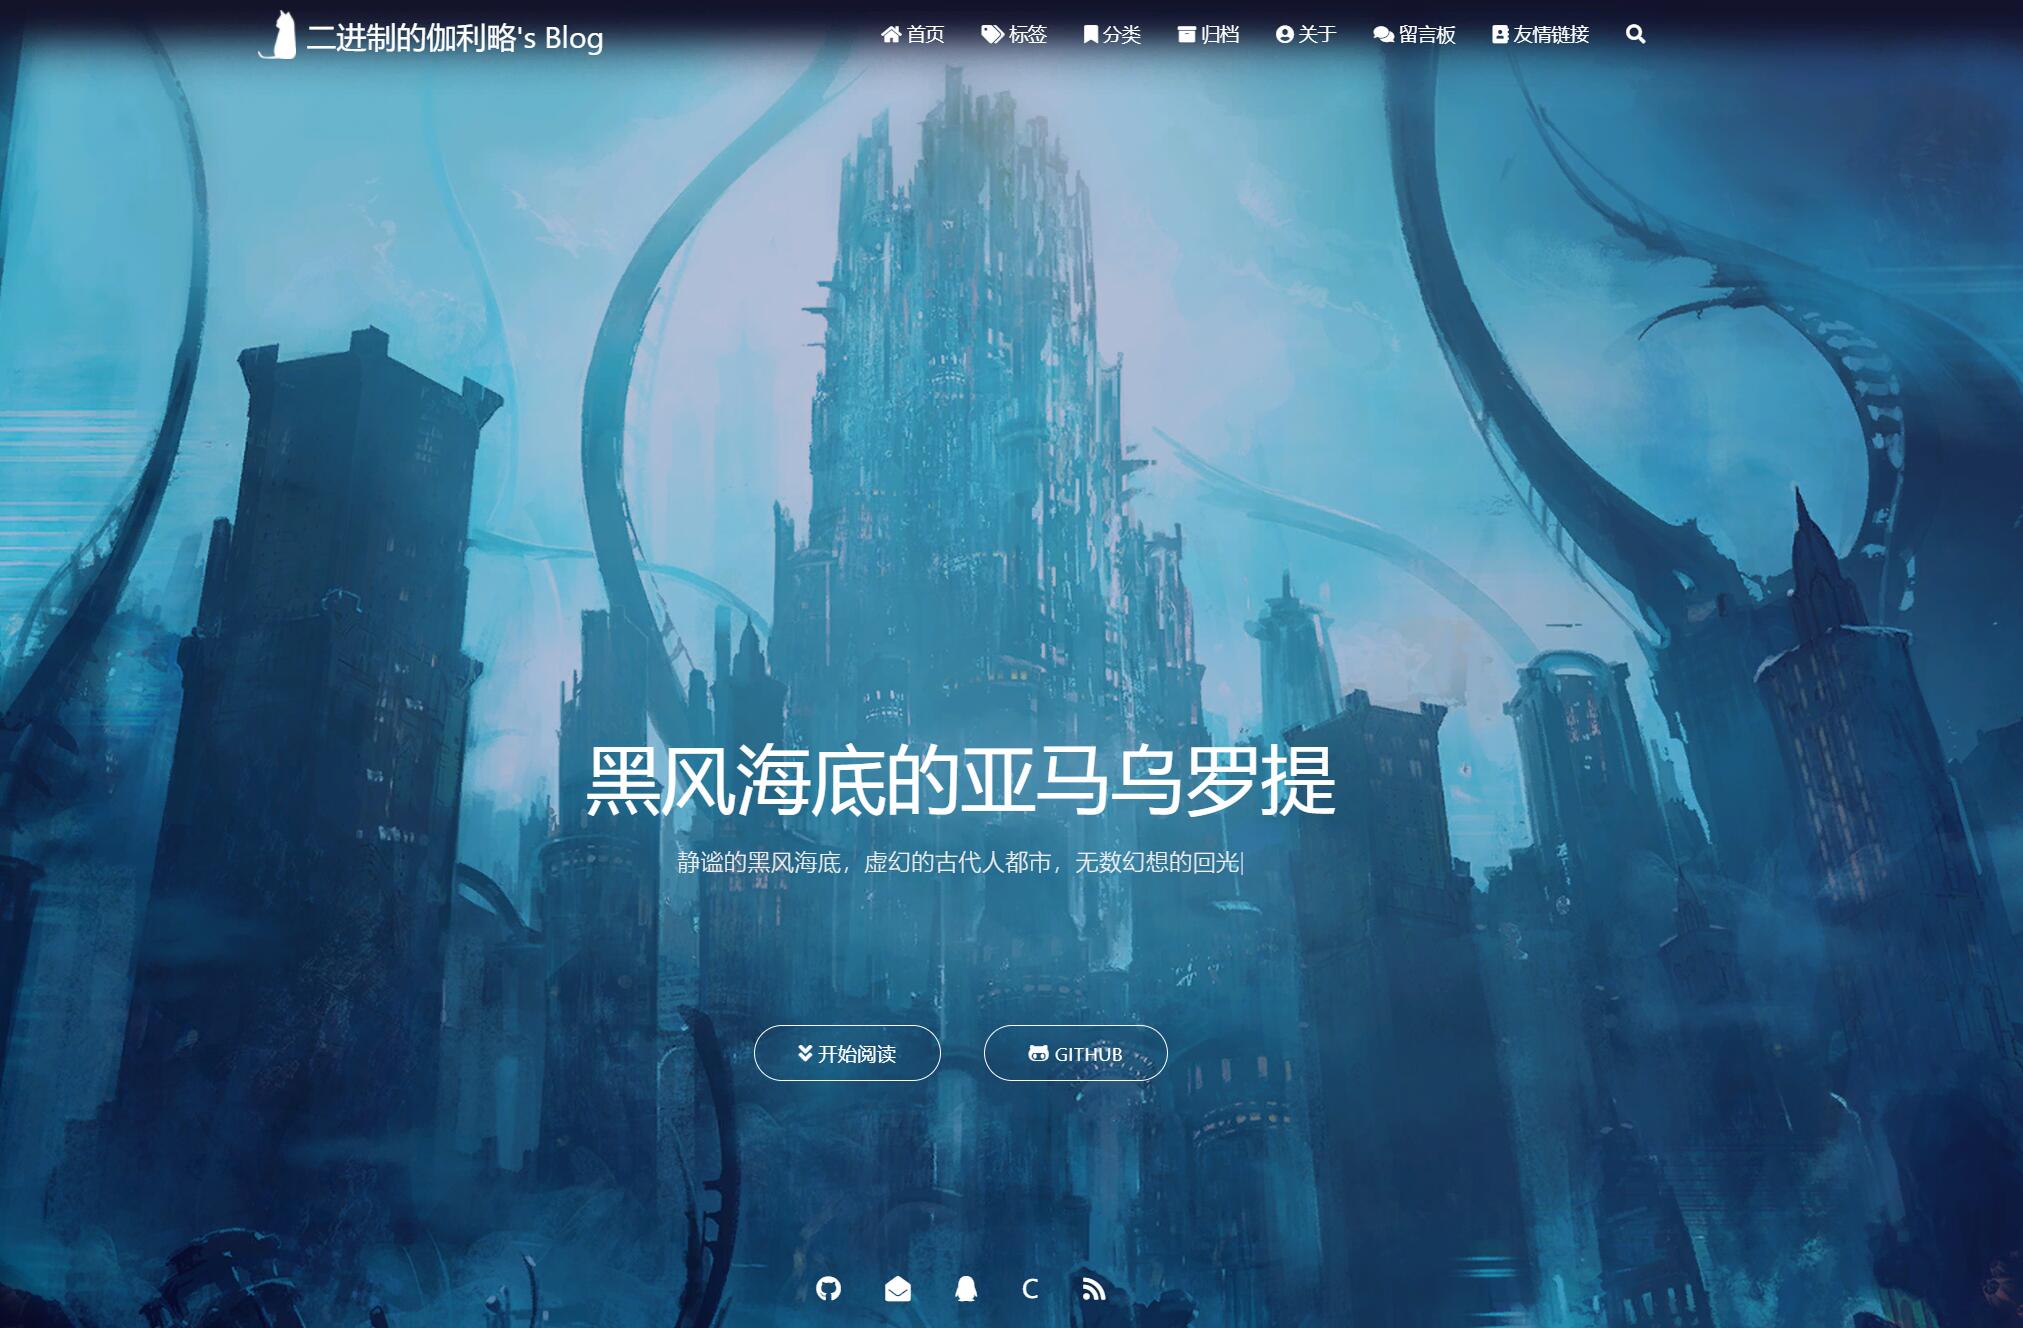 二进制的伽利略's Blog
首页 标签 分类 归档 关于 留言板 友情链接
黑风海底的亚马乌罗提
静谧的黑风海底，虚幻的古代人都市，无数幻想的回光|
开始阅读 GITHUB
C